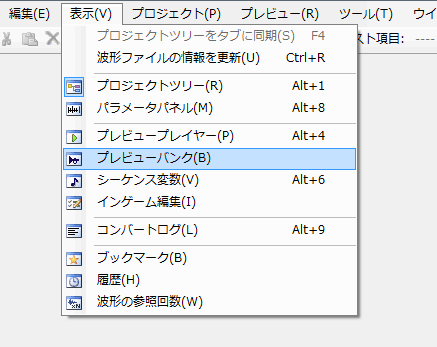 編集(E) 表示(V) プロジェクト(P) プレビュー(R) ツール(T) ウイ
スト項目: ----
プロジェクトツリーをタブに同期(S) F4
波形ファイルの情報を更新(U) Ctrl+R
プロジェクトツリー(R) Alt+1
パラメータパネル(M) Alt+8
プレビュープレイヤー(P) Alt+4
プレビューバンク(B)
シーケンス変数(V) Alt+6
インゲーム編集(I)
コンバートログ(L) Alt+9
ブックマーク(B)
履歴(H)
波形の参照回数(W)